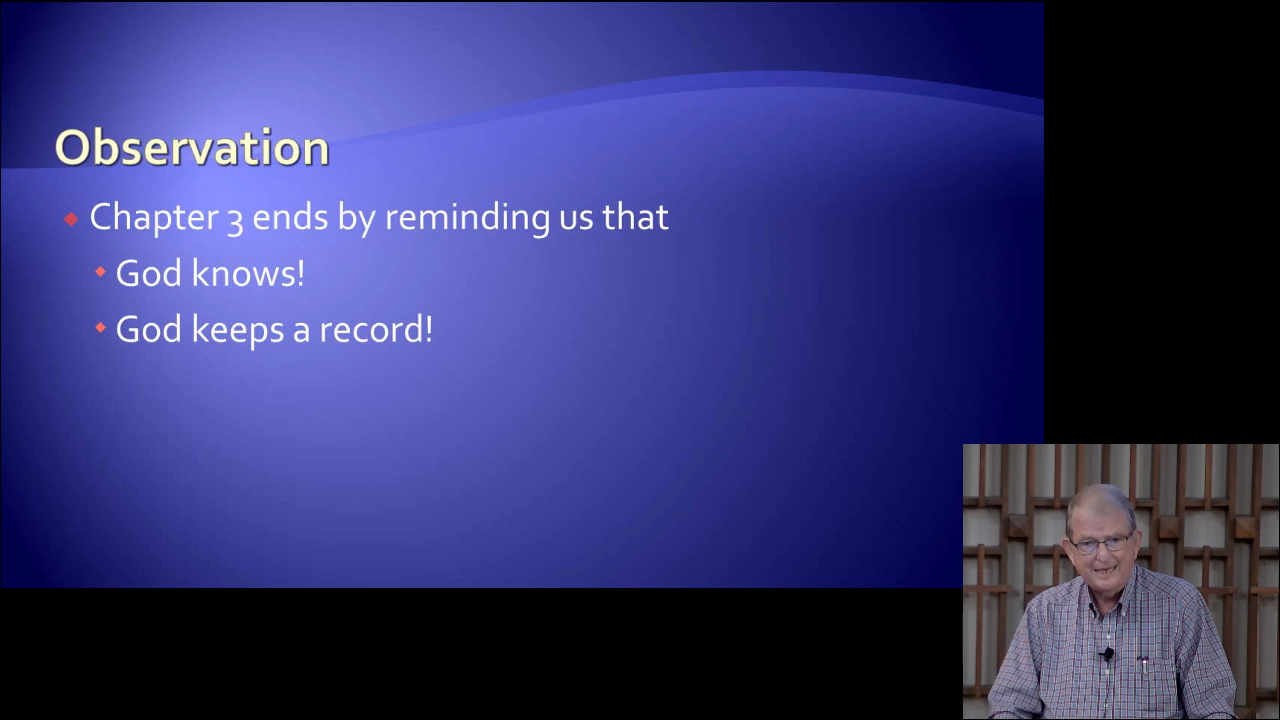 Observation
Chapter 3 ends by reminding us that
God knows!
God keeps a record!